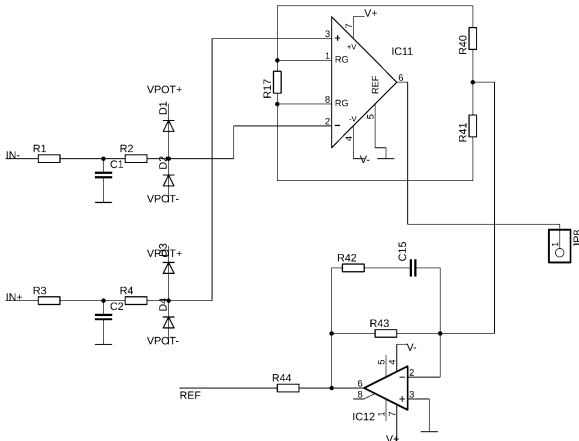 V+
7
3
+
+V
IC11
R40
1
RG
R17
REF
6
8
RG
VPOT+
D1
-V
5
2
−
R41
4
V-
IN-
R1
R2
D2
C1
VPOT-
JP8
1
VPOT+
D3
R42
C15
IN+
R3
R4
D4
C2
R43
VPOT-
V-
5
4
2
−
R44
6
8
+
3
REF
IC12
1
7
V+